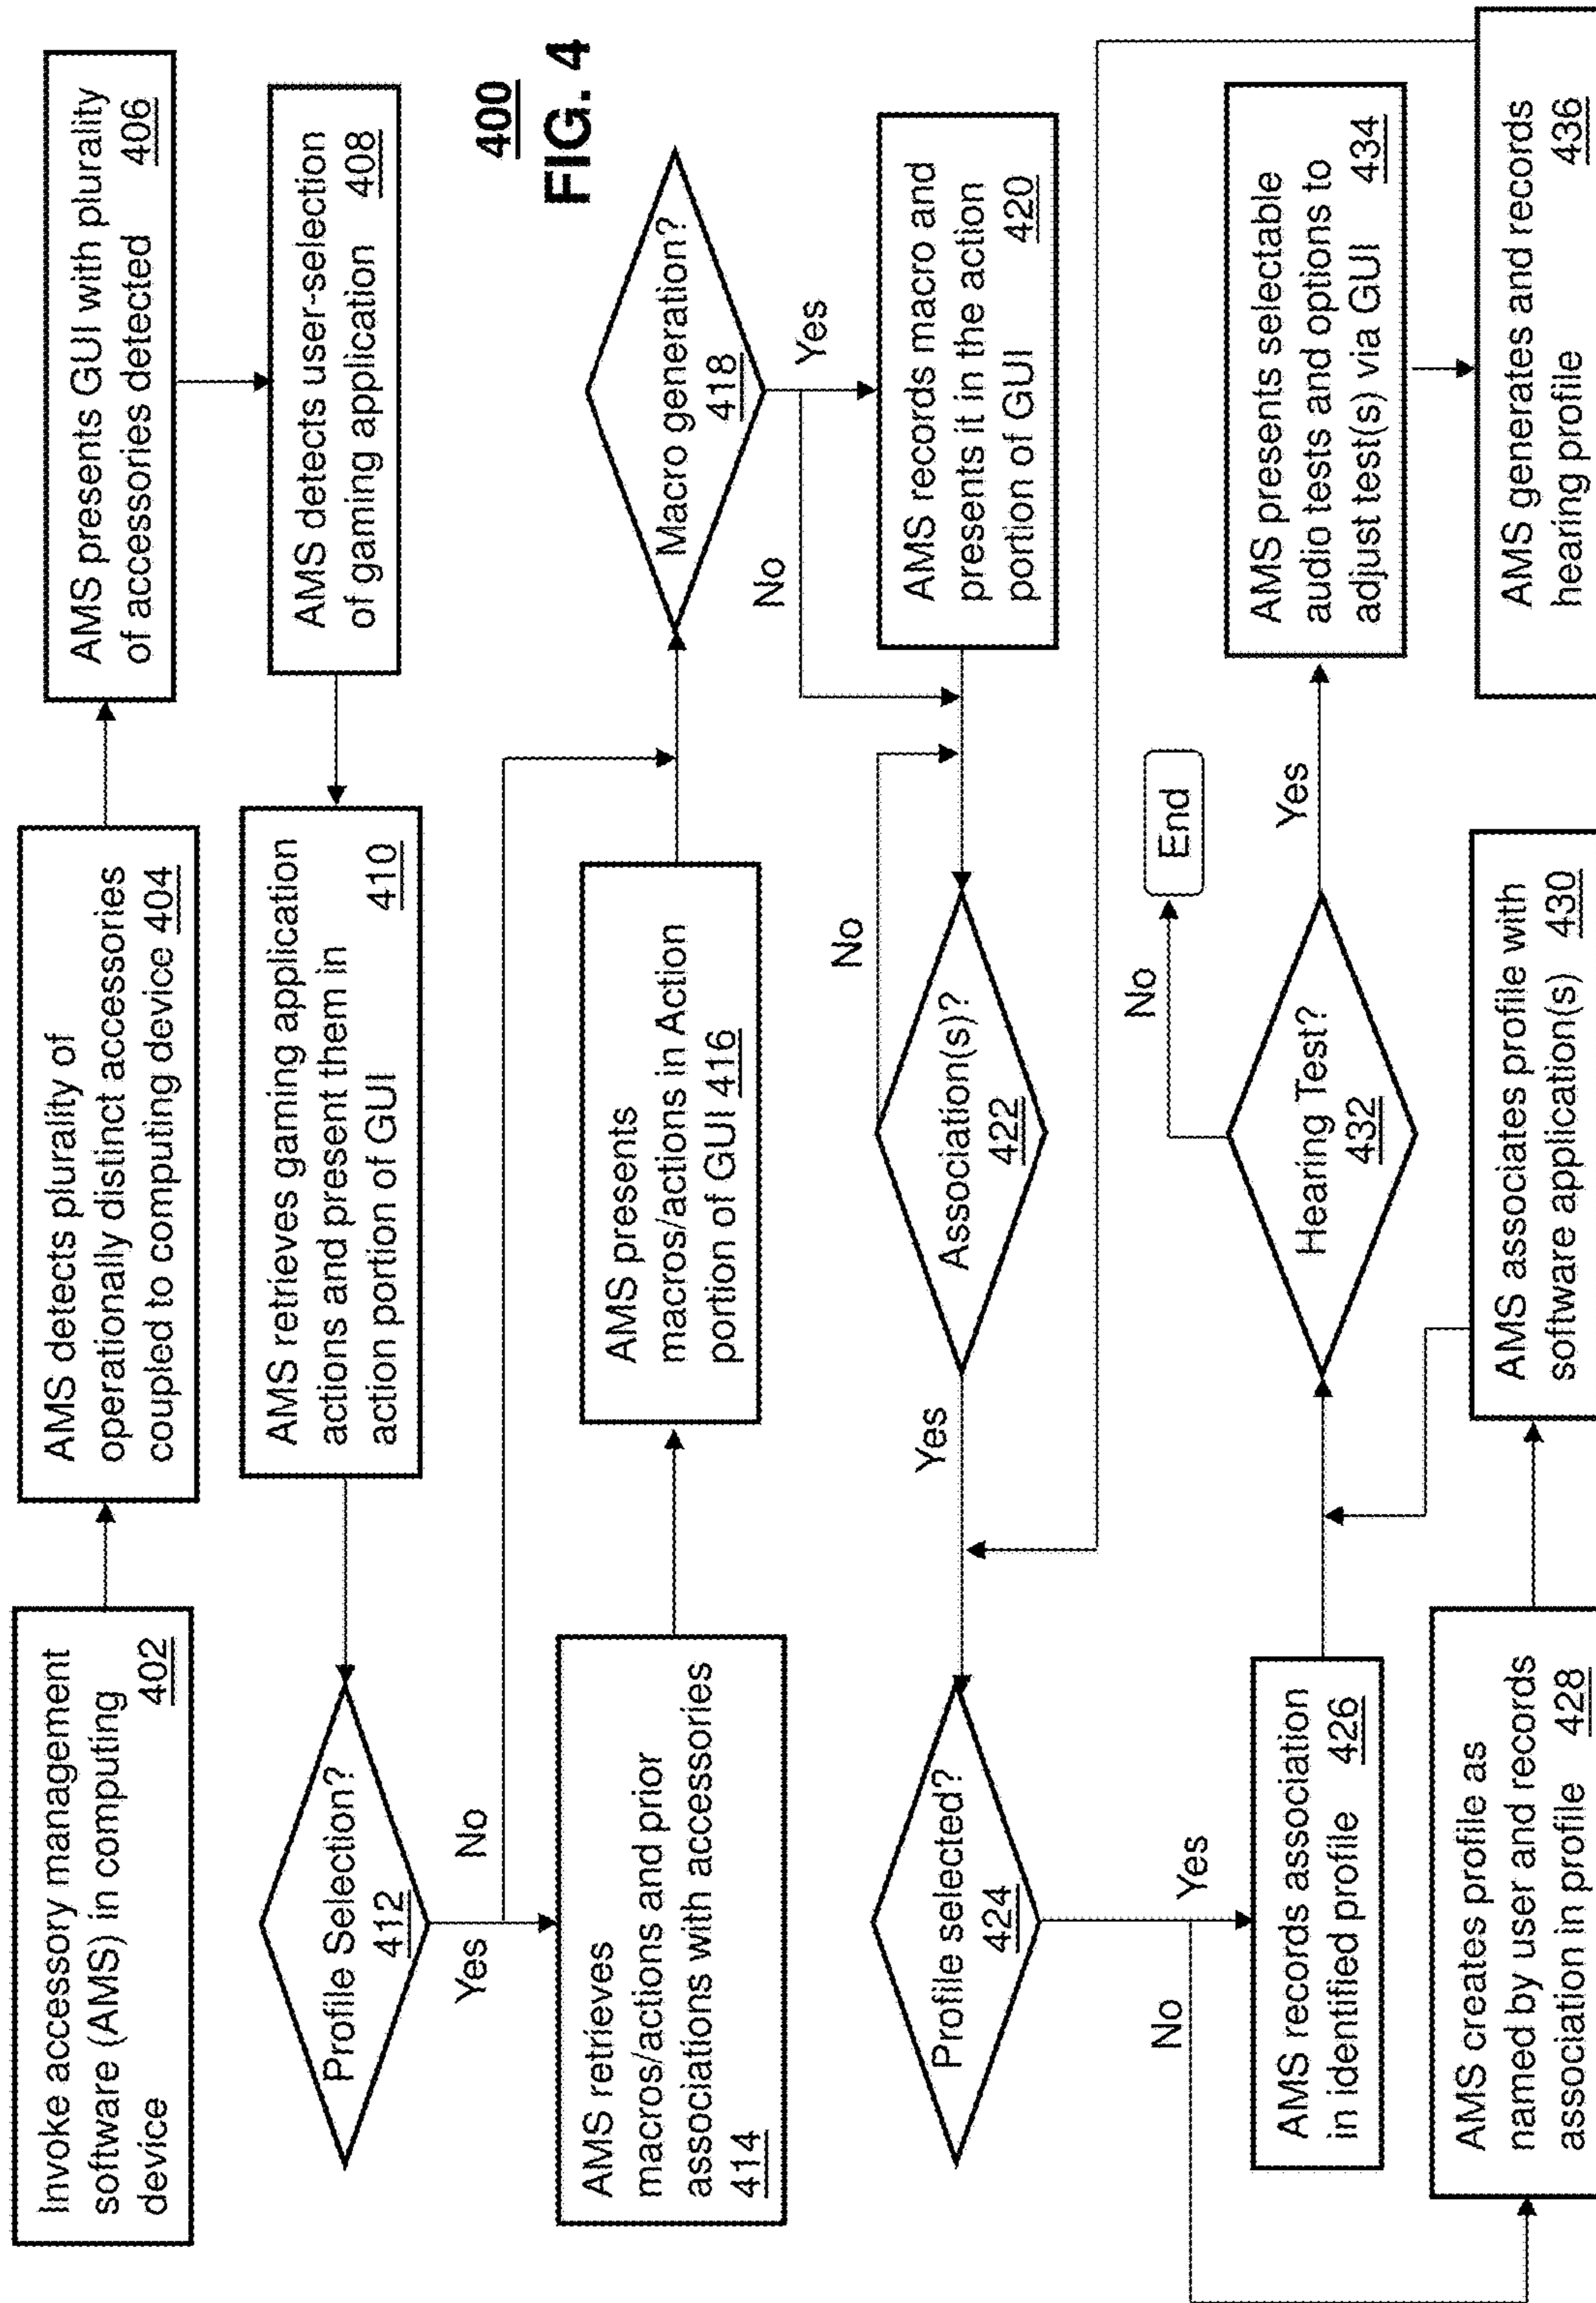 Invoke accessory management
software (AMS) in computing
device 402
AMS detects plurality of
operationally distinct accessories
coupled to computing device 404
AMS presents GUI with plurality
of accessories detected 406
AMS detects user-selection
of gaming application 408
AMS retrieves gaming application
actions and present them in
action portion of GUI 410
Profile Selection?
412
Yes
No
AMS retrieves
macros/actions and prior
associations with accessories
414
AMS presents
macros/actions in Action
portion of GUI 416
Macro generation?
418
No
Yes
400
FIG. 4
AMS records macro and
presents it in the action
portion of GUI 420
Association(s)?
422
No
Yes
Profile selected?
424
No
Yes
AMS records association
in identified profile 426
AMS creates profile as
named by user and records
association in profile 428
AMS associates profile with
software application(s) 430
Hearing Test?
432
No
End
Yes
AMS presents selectable
audio tests and options to
adjust test(s) via GUI 434
AMS generates and records
hearing profile 436